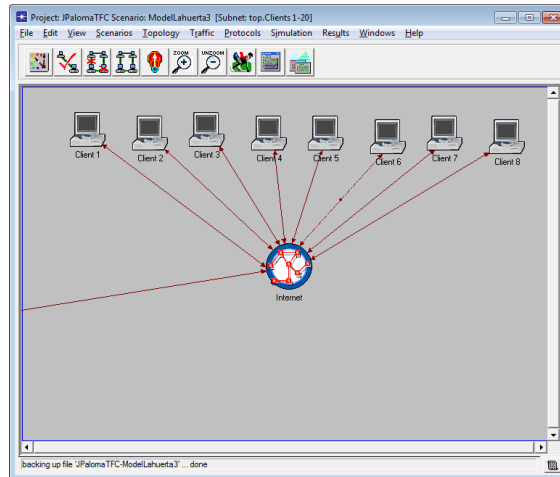 Project: JPalomaTFC Scenario: ModelLahuerta3 [Subnet: top.Clients 1-20]
File Edit View Scenarios Topology Traffic Protocols Simulation Results Windows Help
ZOOM UNZOOM
Client 1 Client 2 Client 3 Client 4 Client 5 Client 6 Client 7 Client 8
Internet
backing up file 'JPalomaTFC-ModelLahuerta3' ... done